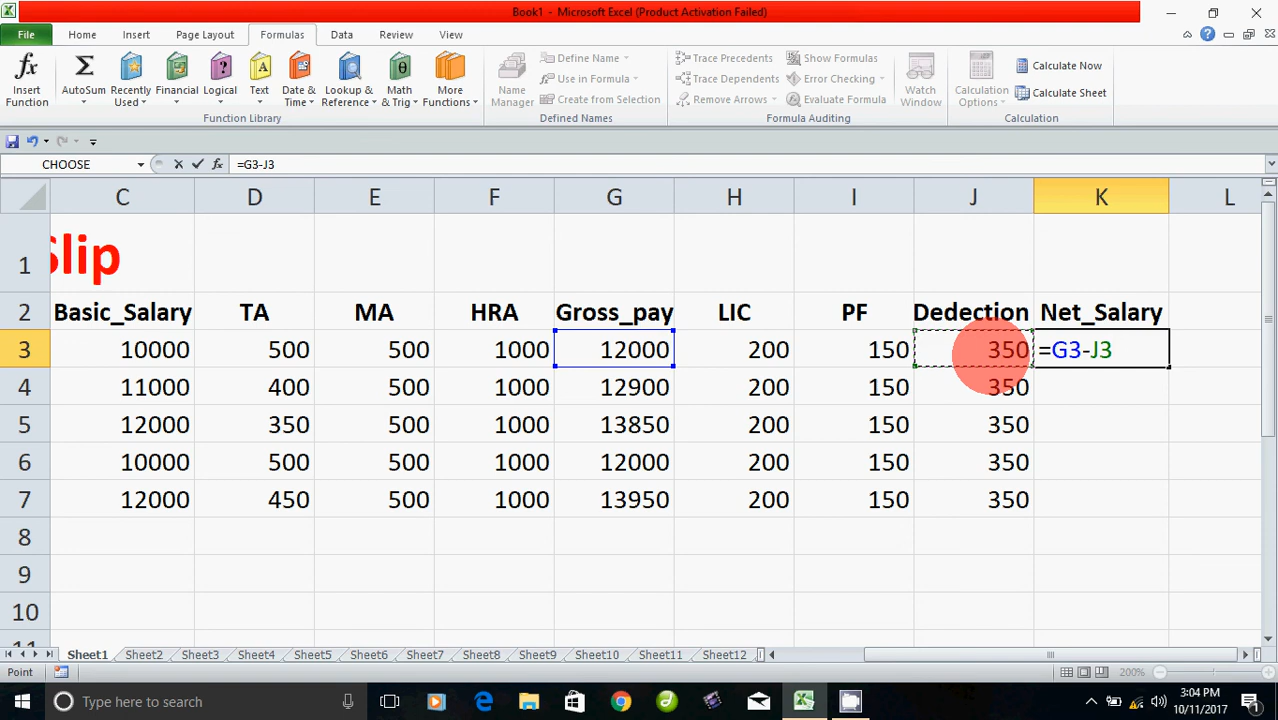 Book1 - Microsoft Excel (Product Activation Failed)
File Home Insert Page Layout Formulas Data Review View
Insert Function
AutoSum
Recently Used
Financial
Logical
Text
Date & Time
Lookup & Reference
Math & Trig
More Functions
Function Library
Name Manager
Define Name
Use in Formula
Create from Selection
Defined Names
Trace Precedents
Trace Dependents
Remove Arrows
Show Formulas
Error Checking
Evaluate Formula
Watch Window
Formula Auditing
Calculation Options
Calculate Now
Calculate Sheet
Calculation
CHOOSE fx =G3-J3
C D E F G H I J K L
1 Slip
2 Basic_Salary TA MA HRA Gross_pay LIC PF Dedection Net_Salary
3 10000 500 500 1000 12000 200 150 350 =G3-J3
4 11000 400 500 1000 12900 200 150 350
5 12000 350 500 1000 13850 200 150 350
6 10000 500 500 1000 12000 200 150 350
7 12000 450 500 1000 13950 200 150 350
8
9
10
11
Sheet1 Sheet2 Sheet3 Sheet4 Sheet5 Sheet6 Sheet7 Sheet8 Sheet9 Sheet10 Sheet11 Sheet12
Point 200%
Type here to search
3:04 PM
10/11/2017